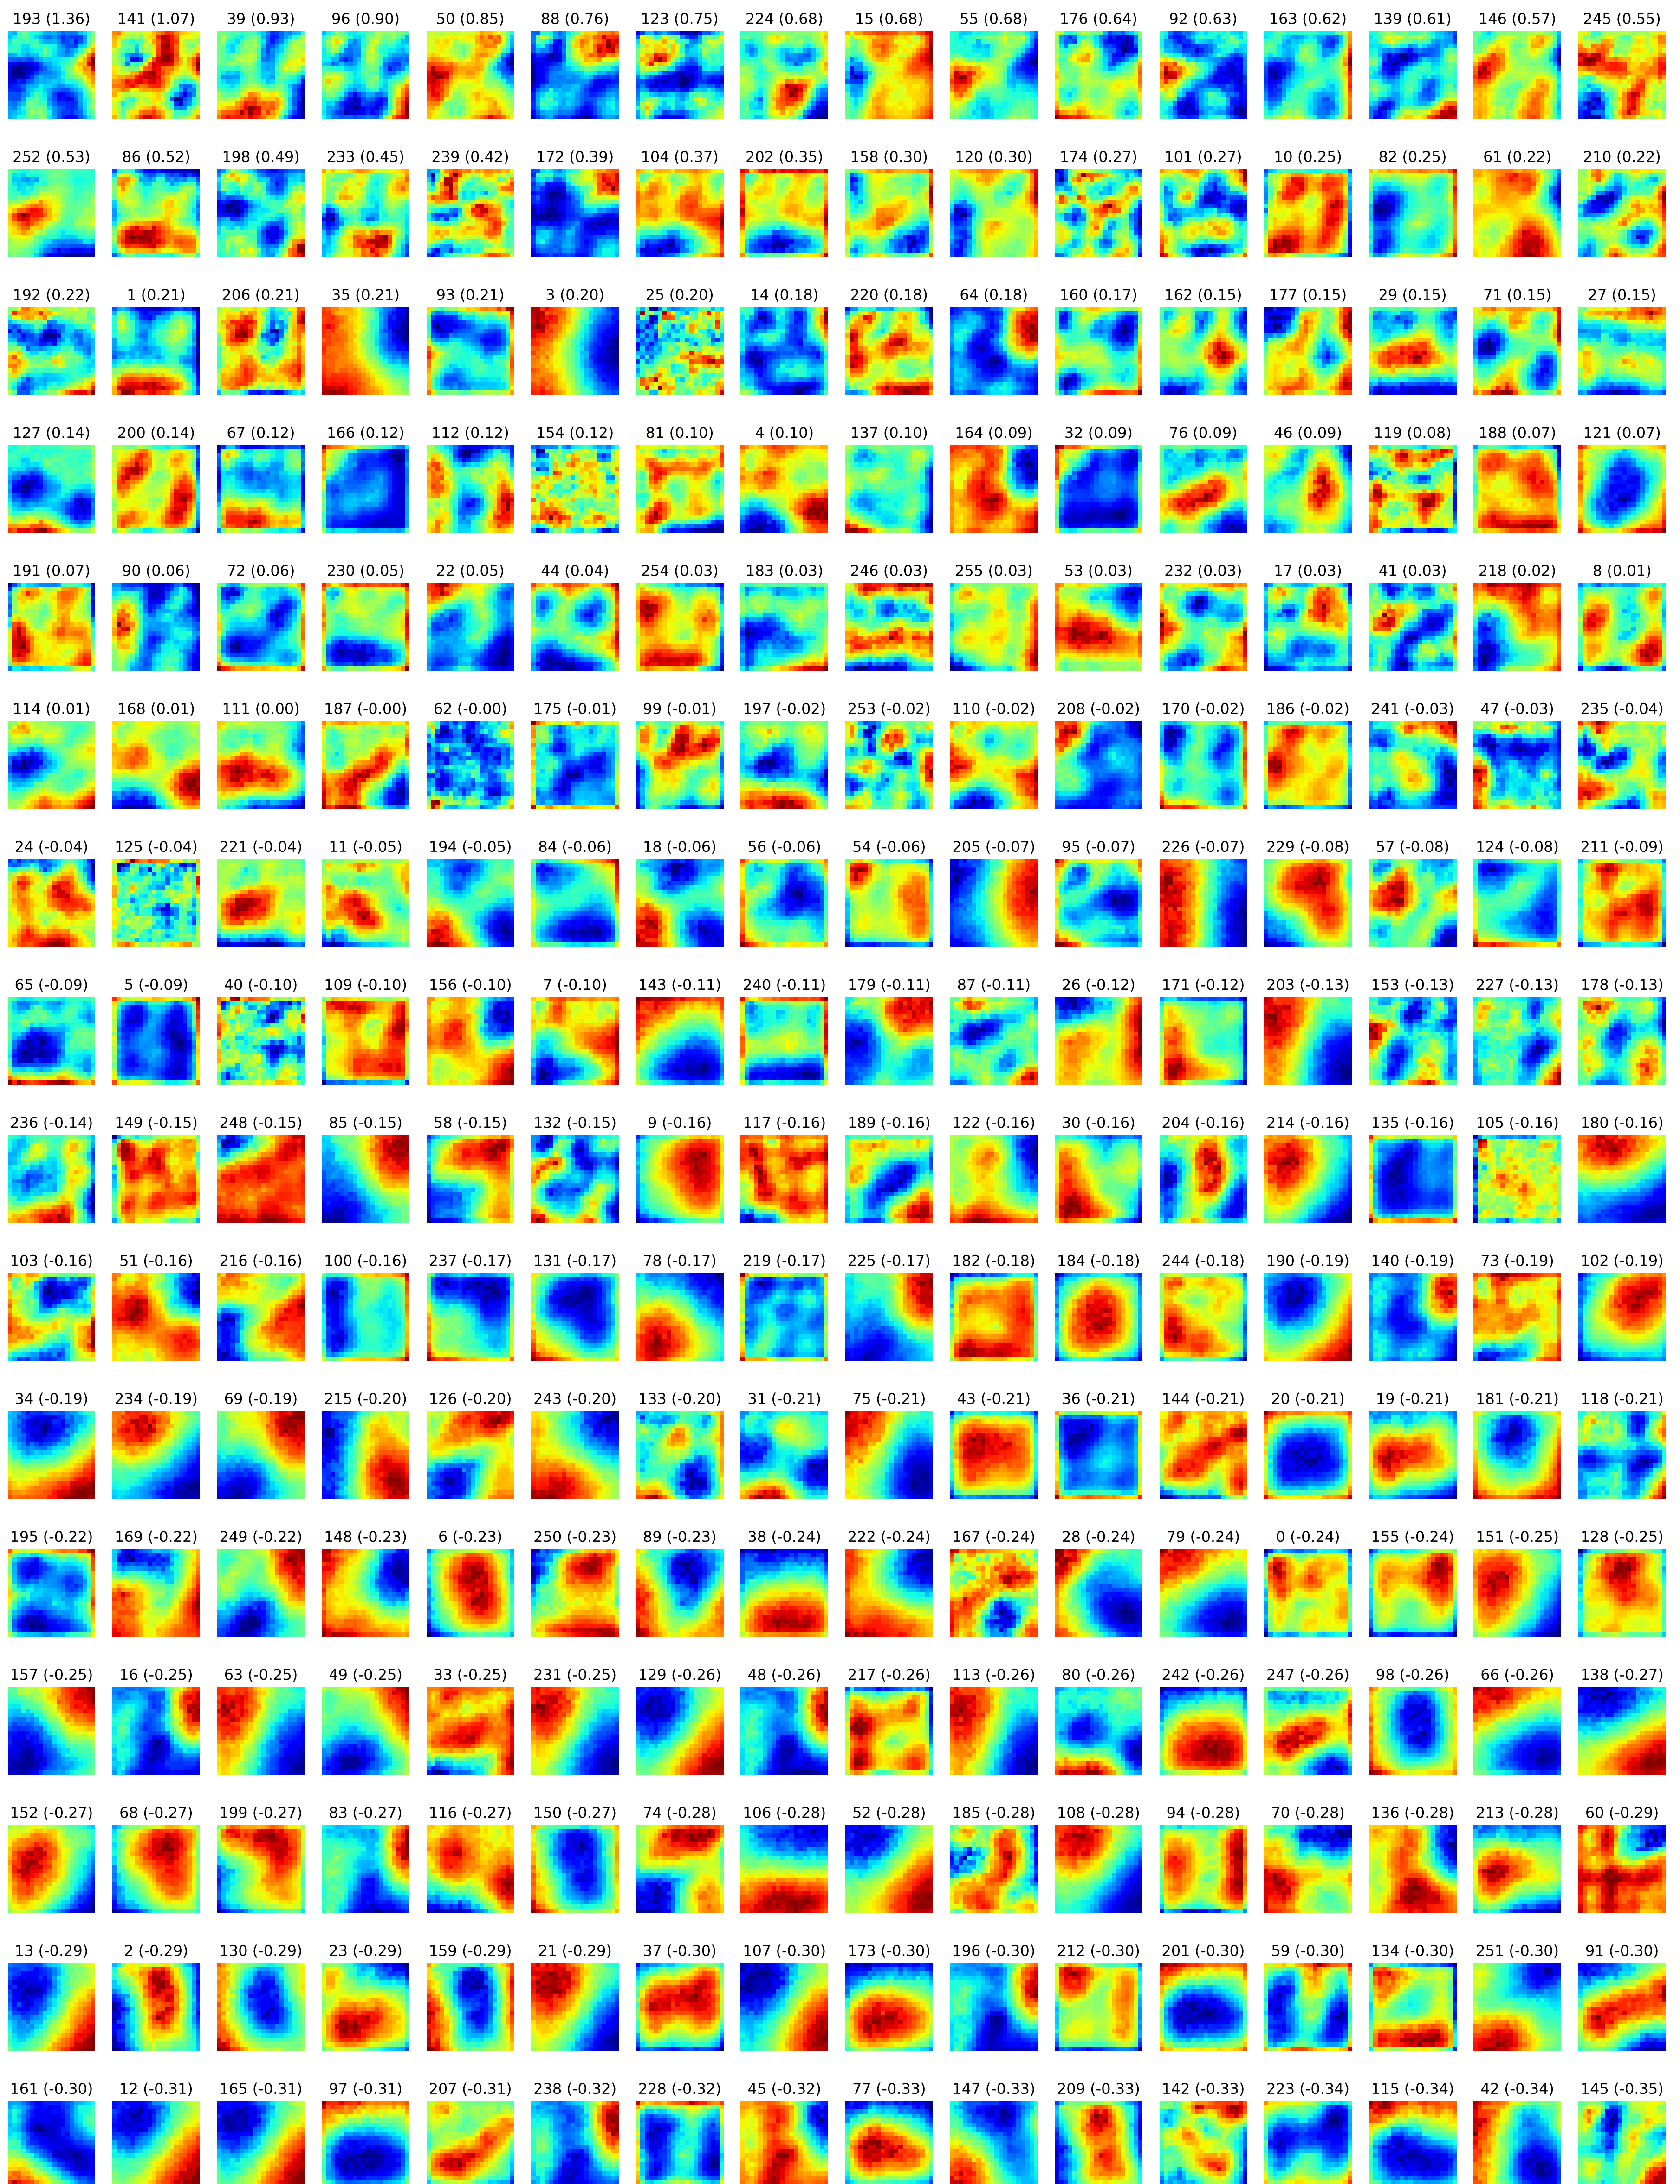 193 (1.36) 141 (1.07) 39 (0.93) 96 (0.90) 50 (0.85) 88 (0.76) 123 (0.75) 224 (0.68) 15 (0.68) 55 (0.68) 176 (0.64) 92 (0.63) 163 (0.62) 139 (0.61) 146 (0.57) 245 (0.55)
252 (0.53) 86 (0.52) 198 (0.49) 233 (0.45) 239 (0.42) 172 (0.39) 104 (0.37) 202 (0.35) 158 (0.30) 120 (0.30) 174 (0.27) 101 (0.27) 10 (0.25) 82 (0.25) 61 (0.22) 210 (0.22)
192 (0.22) 1 (0.21) 206 (0.21) 35 (0.21) 93 (0.21) 3 (0.20) 25 (0.20) 14 (0.18) 220 (0.18) 64 (0.18) 160 (0.17) 162 (0.15) 177 (0.15) 29 (0.15) 71 (0.15) 27 (0.15)
127 (0.14) 200 (0.14) 67 (0.12) 166 (0.12) 112 (0.12) 154 (0.12) 81 (0.10) 4 (0.10) 137 (0.10) 164 (0.09) 32 (0.09) 76 (0.09) 46 (0.09) 119 (0.08) 188 (0.07) 121 (0.07)
191 (0.07) 90 (0.06) 72 (0.06) 230 (0.05) 22 (0.05) 44 (0.04) 254 (0.03) 183 (0.03) 246 (0.03) 255 (0.03) 53 (0.03) 232 (0.03) 17 (0.03) 41 (0.03) 218 (0.02) 8 (0.01)
114 (0.01) 168 (0.01) 111 (0.00) 187 (-0.00) 62 (-0.00) 175 (-0.01) 99 (-0.01) 197 (-0.02) 253 (-0.02) 110 (-0.02) 208 (-0.02) 170 (-0.02) 186 (-0.02) 241 (-0.03) 47 (-0.03) 235 (-0.04)
24 (-0.04) 125 (-0.04) 221 (-0.04) 11 (-0.05) 194 (-0.05) 84 (-0.06) 18 (-0.06) 56 (-0.06) 54 (-0.06) 205 (-0.07) 95 (-0.07) 226 (-0.07) 229 (-0.08) 57 (-0.08) 124 (-0.08) 211 (-0.09)
65 (-0.09) 5 (-0.09) 40 (-0.10) 109 (-0.10) 156 (-0.10) 7 (-0.10) 143 (-0.11) 240 (-0.11) 179 (-0.11) 87 (-0.11) 26 (-0.12) 171 (-0.12) 203 (-0.13) 153 (-0.13) 227 (-0.13) 178 (-0.13)
236 (-0.14) 149 (-0.15) 248 (-0.15) 85 (-0.15) 58 (-0.15) 132 (-0.15) 9 (-0.16) 117 (-0.16) 189 (-0.16) 122 (-0.16) 30 (-0.16) 204 (-0.16) 214 (-0.16) 135 (-0.16) 105 (-0.16) 180 (-0.16)
103 (-0.16) 51 (-0.16) 216 (-0.16) 100 (-0.16) 237 (-0.17) 131 (-0.17) 78 (-0.17) 219 (-0.17) 225 (-0.17) 182 (-0.18) 184 (-0.18) 244 (-0.18) 190 (-0.19) 140 (-0.19) 73 (-0.19) 102 (-0.19)
34 (-0.19) 234 (-0.19) 69 (-0.19) 215 (-0.20) 126 (-0.20) 243 (-0.20) 133 (-0.20) 31 (-0.21) 75 (-0.21) 43 (-0.21) 36 (-0.21) 144 (-0.21) 20 (-0.21) 19 (-0.21) 181 (-0.21) 118 (-0.21)
195 (-0.22) 169 (-0.22) 249 (-0.22) 148 (-0.23) 6 (-0.23) 250 (-0.23) 89 (-0.23) 38 (-0.24) 222 (-0.24) 167 (-0.24) 28 (-0.24) 79 (-0.24) 0 (-0.24) 155 (-0.24) 151 (-0.25) 128 (-0.25)
157 (-0.25) 16 (-0.25) 63 (-0.25) 49 (-0.25) 33 (-0.25) 231 (-0.25) 129 (-0.26) 48 (-0.26) 217 (-0.26) 113 (-0.26) 80 (-0.26) 242 (-0.26) 247 (-0.26) 98 (-0.26) 66 (-0.26) 138 (-0.27)
152 (-0.27) 68 (-0.27) 199 (-0.27) 83 (-0.27) 116 (-0.27) 150 (-0.27) 74 (-0.28) 106 (-0.28) 52 (-0.28) 185 (-0.28) 108 (-0.28) 94 (-0.28) 70 (-0.28) 136 (-0.28) 213 (-0.28) 60 (-0.29)
13 (-0.29) 2 (-0.29) 130 (-0.29) 23 (-0.29) 159 (-0.29) 21 (-0.29) 37 (-0.30) 107 (-0.30) 173 (-0.30) 196 (-0.30) 212 (-0.30) 201 (-0.30) 59 (-0.30) 134 (-0.30) 251 (-0.30) 91 (-0.30)
161 (-0.30) 12 (-0.31) 165 (-0.31) 97 (-0.31) 207 (-0.31) 238 (-0.32) 228 (-0.32) 45 (-0.32) 77 (-0.33) 147 (-0.33) 209 (-0.33) 142 (-0.33) 223 (-0.34) 115 (-0.34) 42 (-0.34) 145 (-0.35)